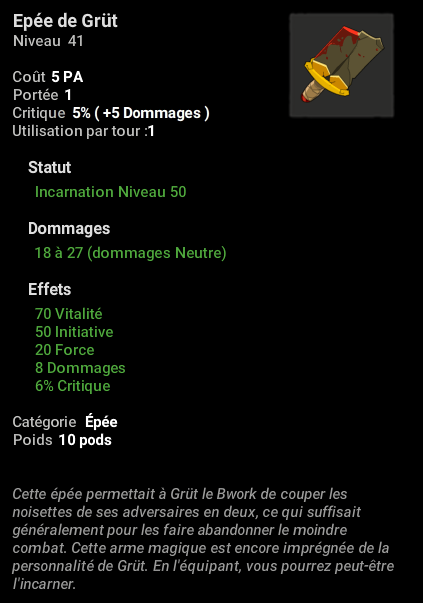 Epée de Grüt
Niveau 41
Coût 5 PA
Portée 1
Critique 5% ( +5 Dommages )
Utilisation par tour :1
Statut
Incarnation Niveau 50
Dommages
18 à 27 (dommages Neutre)
Effets
70 Vitalité
50 Initiative
20 Force
8 Dommages
6% Critique
Catégorie Épée
Poids 10 pods
Cette épée permettait à Grüt le Bwork de couper les
noisettes de ses adversaires en deux, ce qui suffisait
généralement pour les faire abandonner le moindre
combat. Cette arme magique est encore imprégnée de la
personnalité de Grüt. En l'équipant, vous pourrez peut-être
l'incarner.